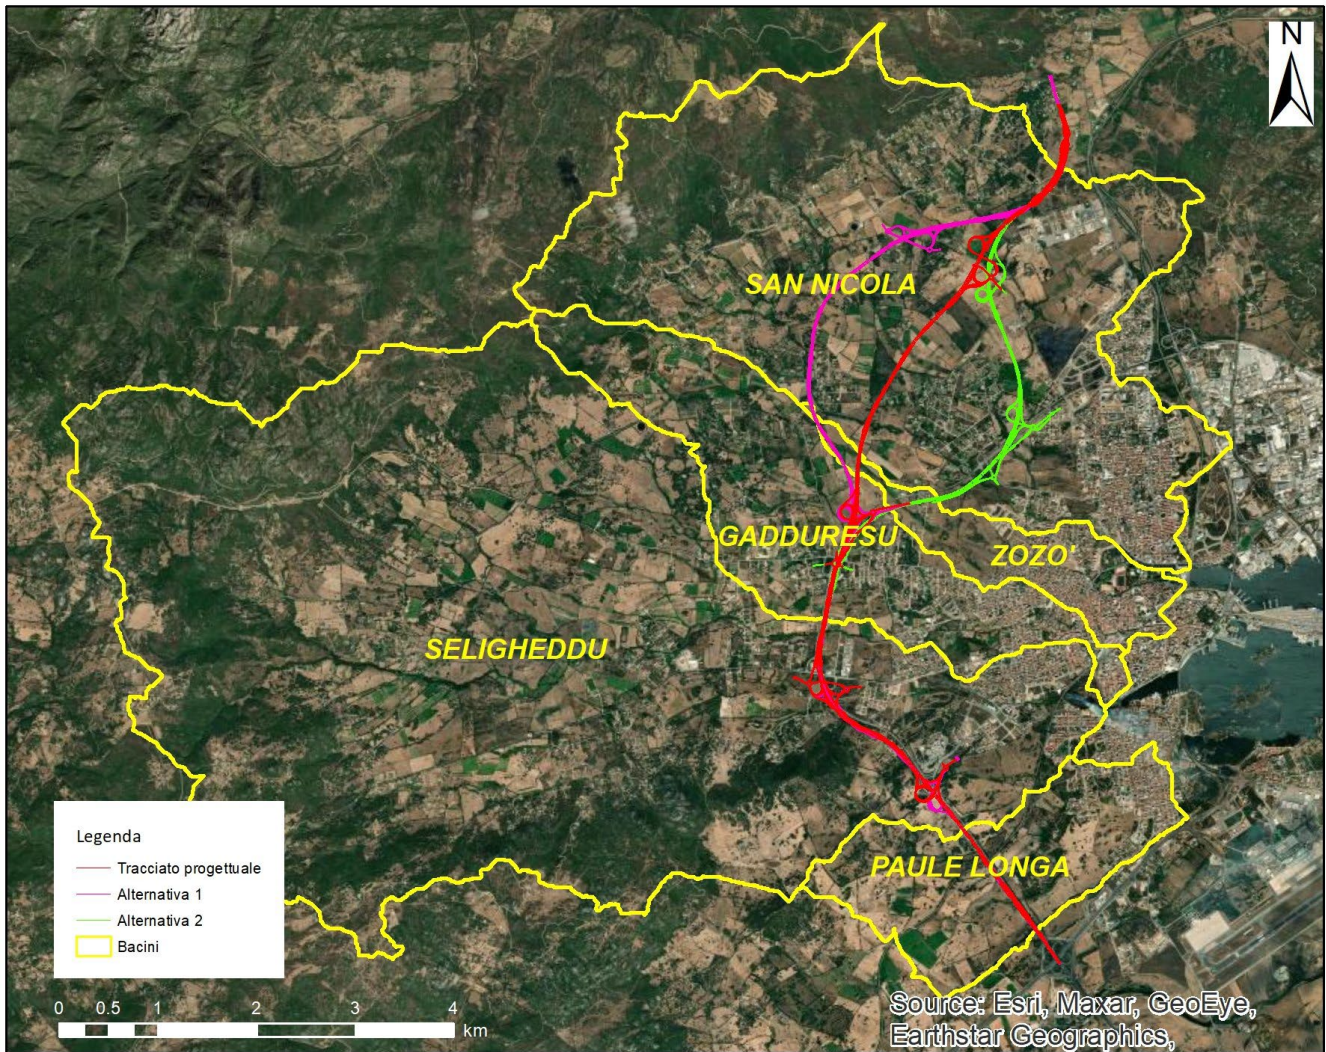 N
SAN NICOLA
GADDURESU
ZOZO'
SELIGHEDDU
PAULE LONGA
Legenda
Tracciato progettuale
Alternativa 1
Alternativa 2
Bacini
0 0.5 1 2 3 4
km
Source: Esri, Maxar, GeoEye,
Earthstar Geographics,